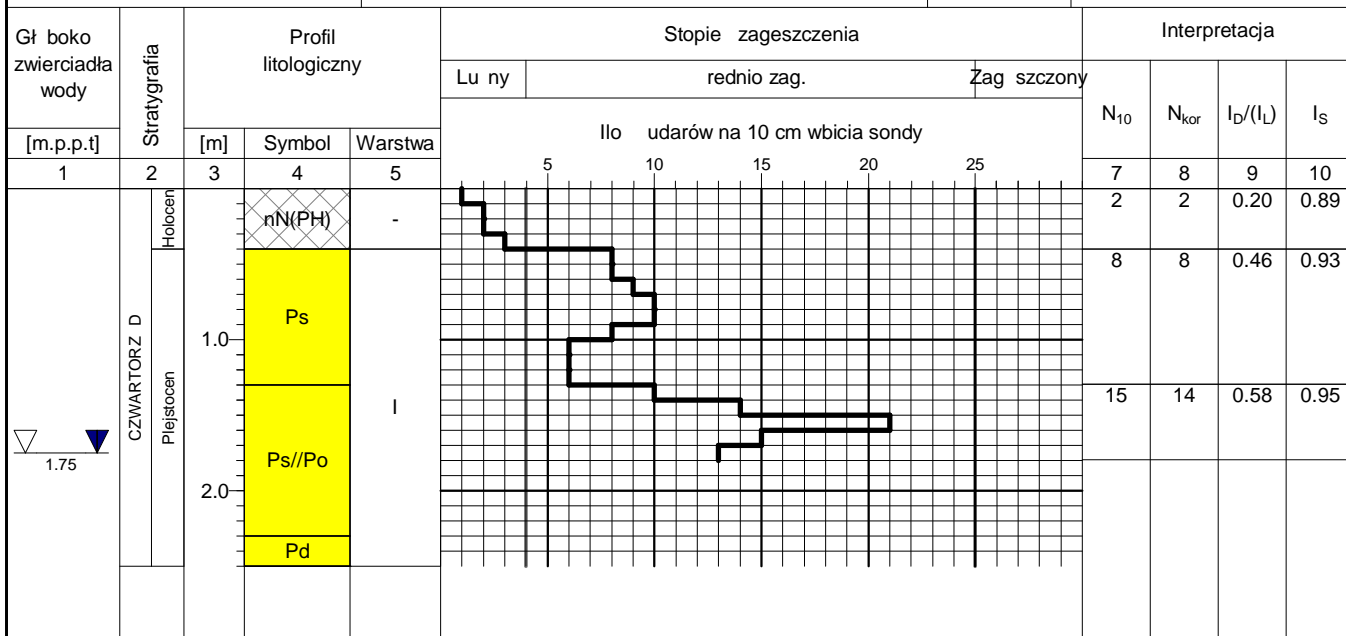 Gł boko
zwierciadła
wody
[m.p.p.t]
1
Stratygrafia
2
Profil
litologiczny
[m]
Symbol
Warstwa
3
4
5
Stopie zageszczenia
Lu ny
rednio zag.
Zag szczony
Ilo udarów na 10 cm wbicia sondy
5
10
15
20
25
Interpretacja
N10
Nkor
ID/(IL)
IS
7
8
9
10
CZWARTORZ D
Holocen
Plejstocen
nN(PH)
-
2
2
0.20
0.89
Ps
8
8
0.46
0.93
1.0
I
15
14
0.58
0.95
1.75
Ps//Po
2.0
Pd